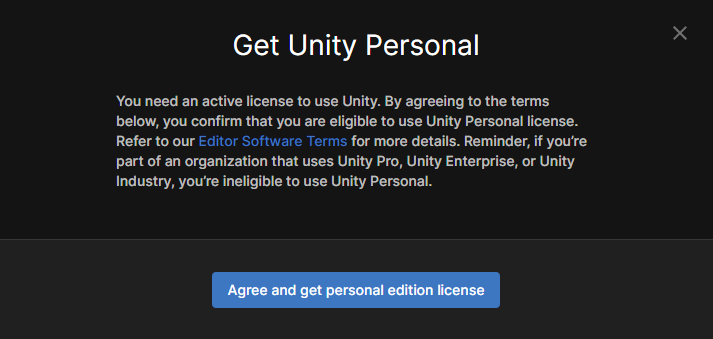 Get Unity Personal
You need an active license to use Unity. By agreeing to the terms
below, you confirm that you are eligible to use Unity Personal license.
Refer to our Editor Software Terms for more details. Reminder, if you’re
part of an organization that uses Unity Pro, Unity Enterprise, or Unity
Industry, you’re ineligible to use Unity Personal.
Agree and get personal edition license